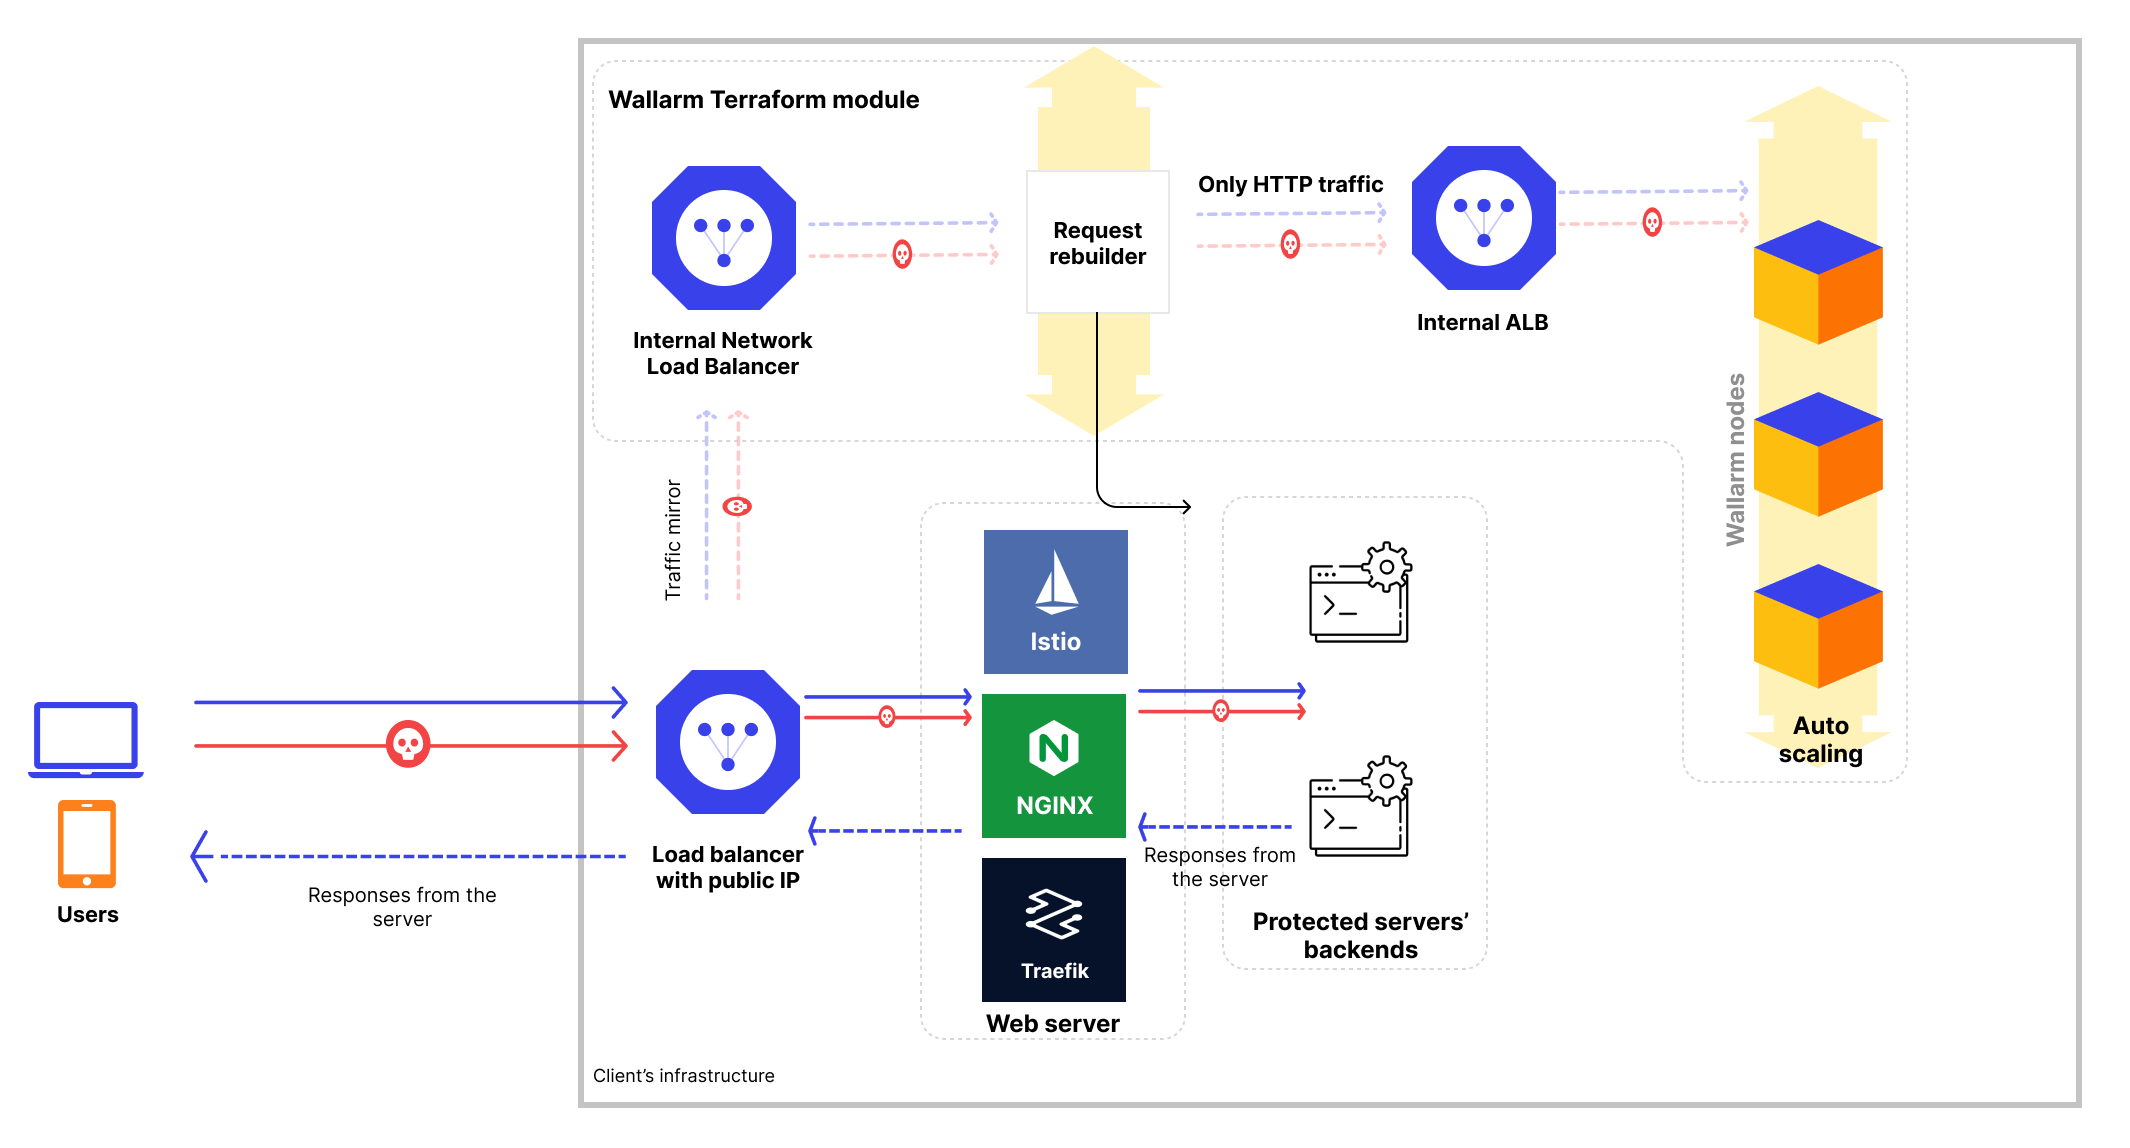 Wallarm Terraform module
Internal Network
Load Balancer
Request
rebuilder
Only HTTP traffic
Internal ALB
Wallarm nodes
Auto
scaling
Traffic mirror
Istio
NGINX
Traefik
Web server
Load balancer
with public IP
Responses from
the server
Protected servers’
backends
Users
Responses from the
server
Client’s infrastructure